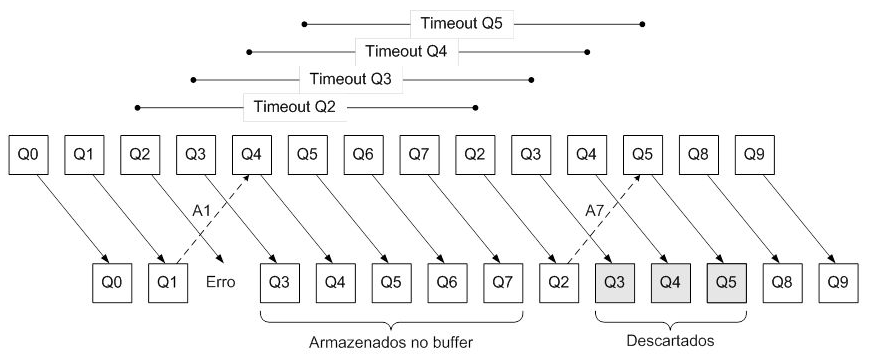 Timeout Q5
Timeout Q4
Timeout Q3
Timeout Q2
Q0 Q1 Q2 Q3 Q4 Q5 Q6 Q7 Q2 Q3 Q4 Q5 Q8 Q9
A1 A7
Q0 Q1 Erro Q3 Q4 Q5 Q6 Q7 Q2 Q3 Q4 Q5 Q8 Q9
Armazenados no buffer Descartados